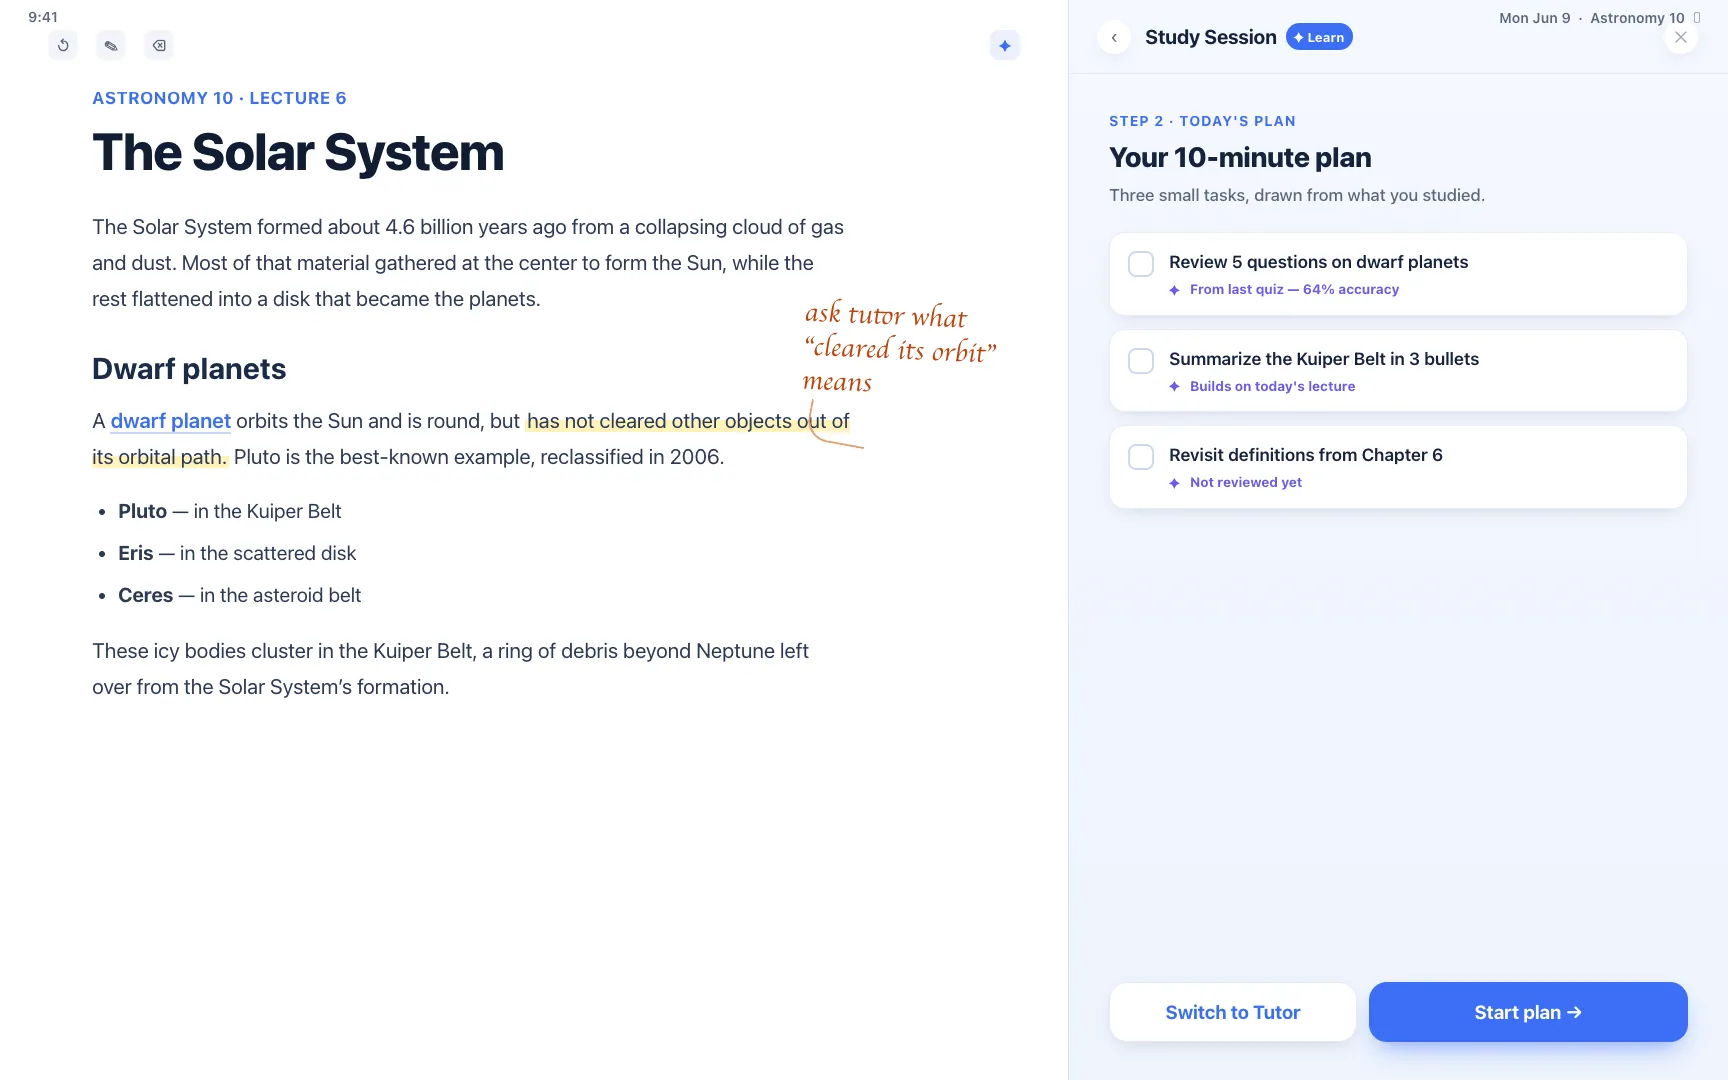 9:41
ASTRONOMY 10 · LECTURE 6
The Solar System
The Solar System formed about 4.6 billion years ago from a collapsing cloud of gas
and dust. Most of that material gathered at the center to form the Sun, while the
rest flattened into a disk that became the planets.
ask tutor what
“cleared its orbit”
means
Dwarf planets
A dwarf planet orbits the Sun and is round, but has not cleared other objects out of
its orbital path. Pluto is the best-known example, reclassified in 2006.
• Pluto — in the Kuiper Belt
• Eris — in the scattered disk
• Ceres — in the asteroid belt
These icy bodies cluster in the Kuiper Belt, a ring of debris beyond Neptune left
over from the Solar System’s formation.
Mon Jun 9 · Astronomy 10
Study Session
Learn
STEP 2 · TODAY'S PLAN
Your 10-minute plan
Three small tasks, drawn from what you studied.
Review 5 questions on dwarf planets
From last quiz — 64% accuracy
Summarize the Kuiper Belt in 3 bullets
Builds on today's lecture
Revisit definitions from Chapter 6
Not reviewed yet
Switch to Tutor
Start plan →